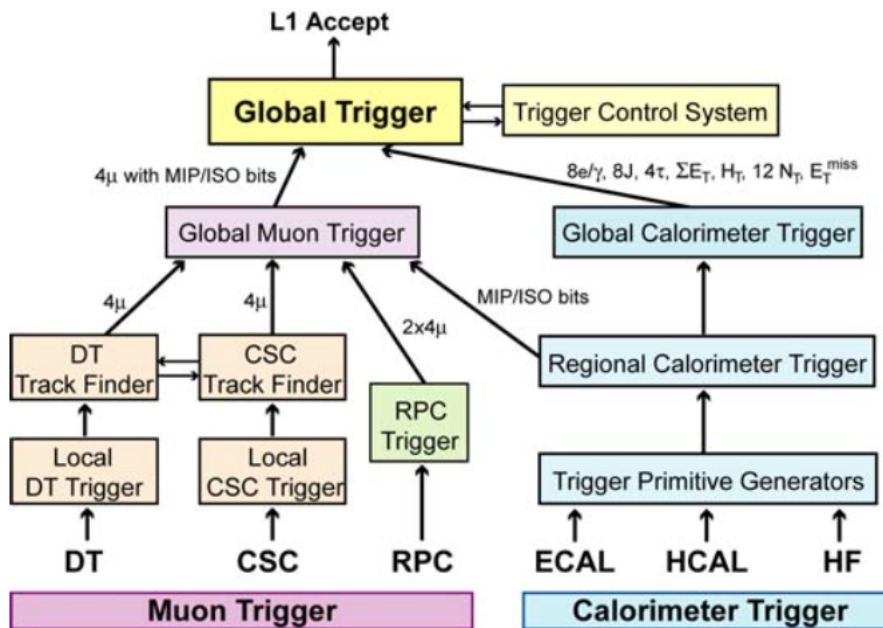 L1 Accept
Global Trigger
Trigger Control System
4μ with MIP/ISO bits
8e/γ, 8J, 4τ, ΣE_T, H_T, 12 N_T, E_T^miss
Global Muon Trigger
Global Calorimeter Trigger
4μ
4μ
2x4μ
MIP/ISO bits
DT
Track Finder
CSC
Track Finder
Regional Calorimeter Trigger
RPC
Trigger
Local
DT Trigger
Local
CSC Trigger
Trigger Primitive Generators
DT
CSC
RPC
ECAL
HCAL
HF
Muon Trigger
Calorimeter Trigger